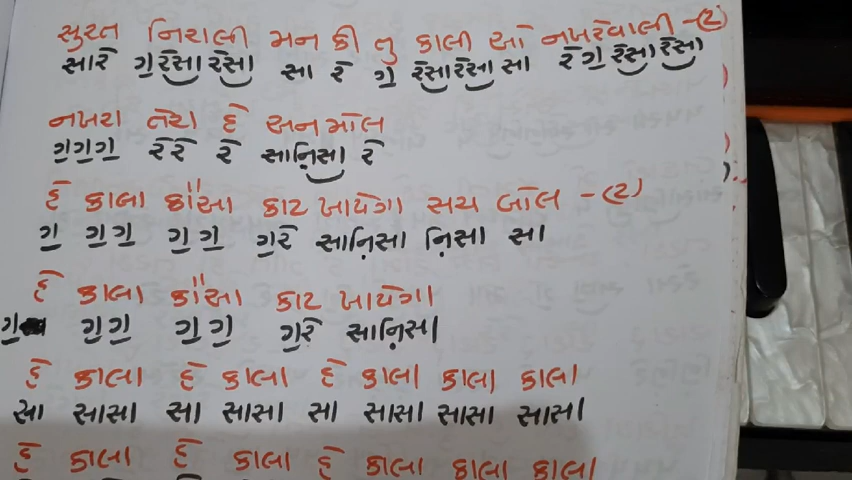 સુરત નિરાલી મન કી તુ કાલી ઓ નખરેવાલી -(૨)
સારે ગ॒રેસા રેસા સા રે ગ॒ રેસારેસા સા રેગ॒ રેસા રેસા
નખરા તેરા હે અનમોલ
ગ॒ગ॒ગ॒ રેરે રે સાનિ઼સા રે
હે કાલા કૌંઆ કાટ ખાયેગા સચ બોલ -(૨)
ગ॒ ગ॒ગ॒ ગ॒ગ॒ ગ॒રે સાનિ઼સા નિ઼સા સા
હે કાલા કૌંઆ કાટ ખાયેગા
ગ॒ ગ॒ગ॒ ગ॒ગ॒ ગ॒રે સાનિ઼સા
હે કાલા હે કાલા હે કાલા કાલા કાલા
સા સાસા સા સાસા સા સાસા સાસા સાસા
હે કાલા હે કાલા હે કાલા કાલા કાલા